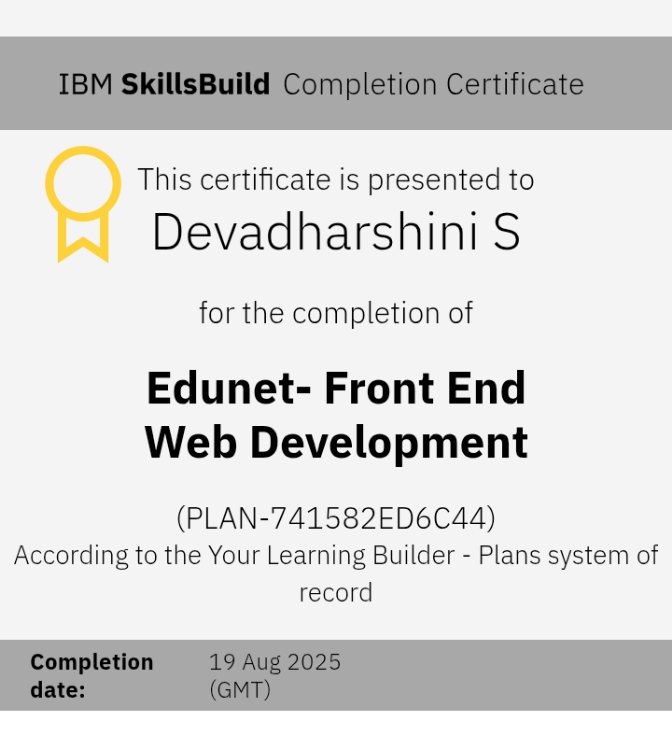 IBM SkillsBuild Completion Certificate
This certificate is presented to
Devadharshini S
for the completion of
Edunet- Front End
Web Development
(PLAN-741582ED6C44)
According to the Your Learning Builder - Plans system of
record
Completion date: 19 Aug 2025 (GMT)